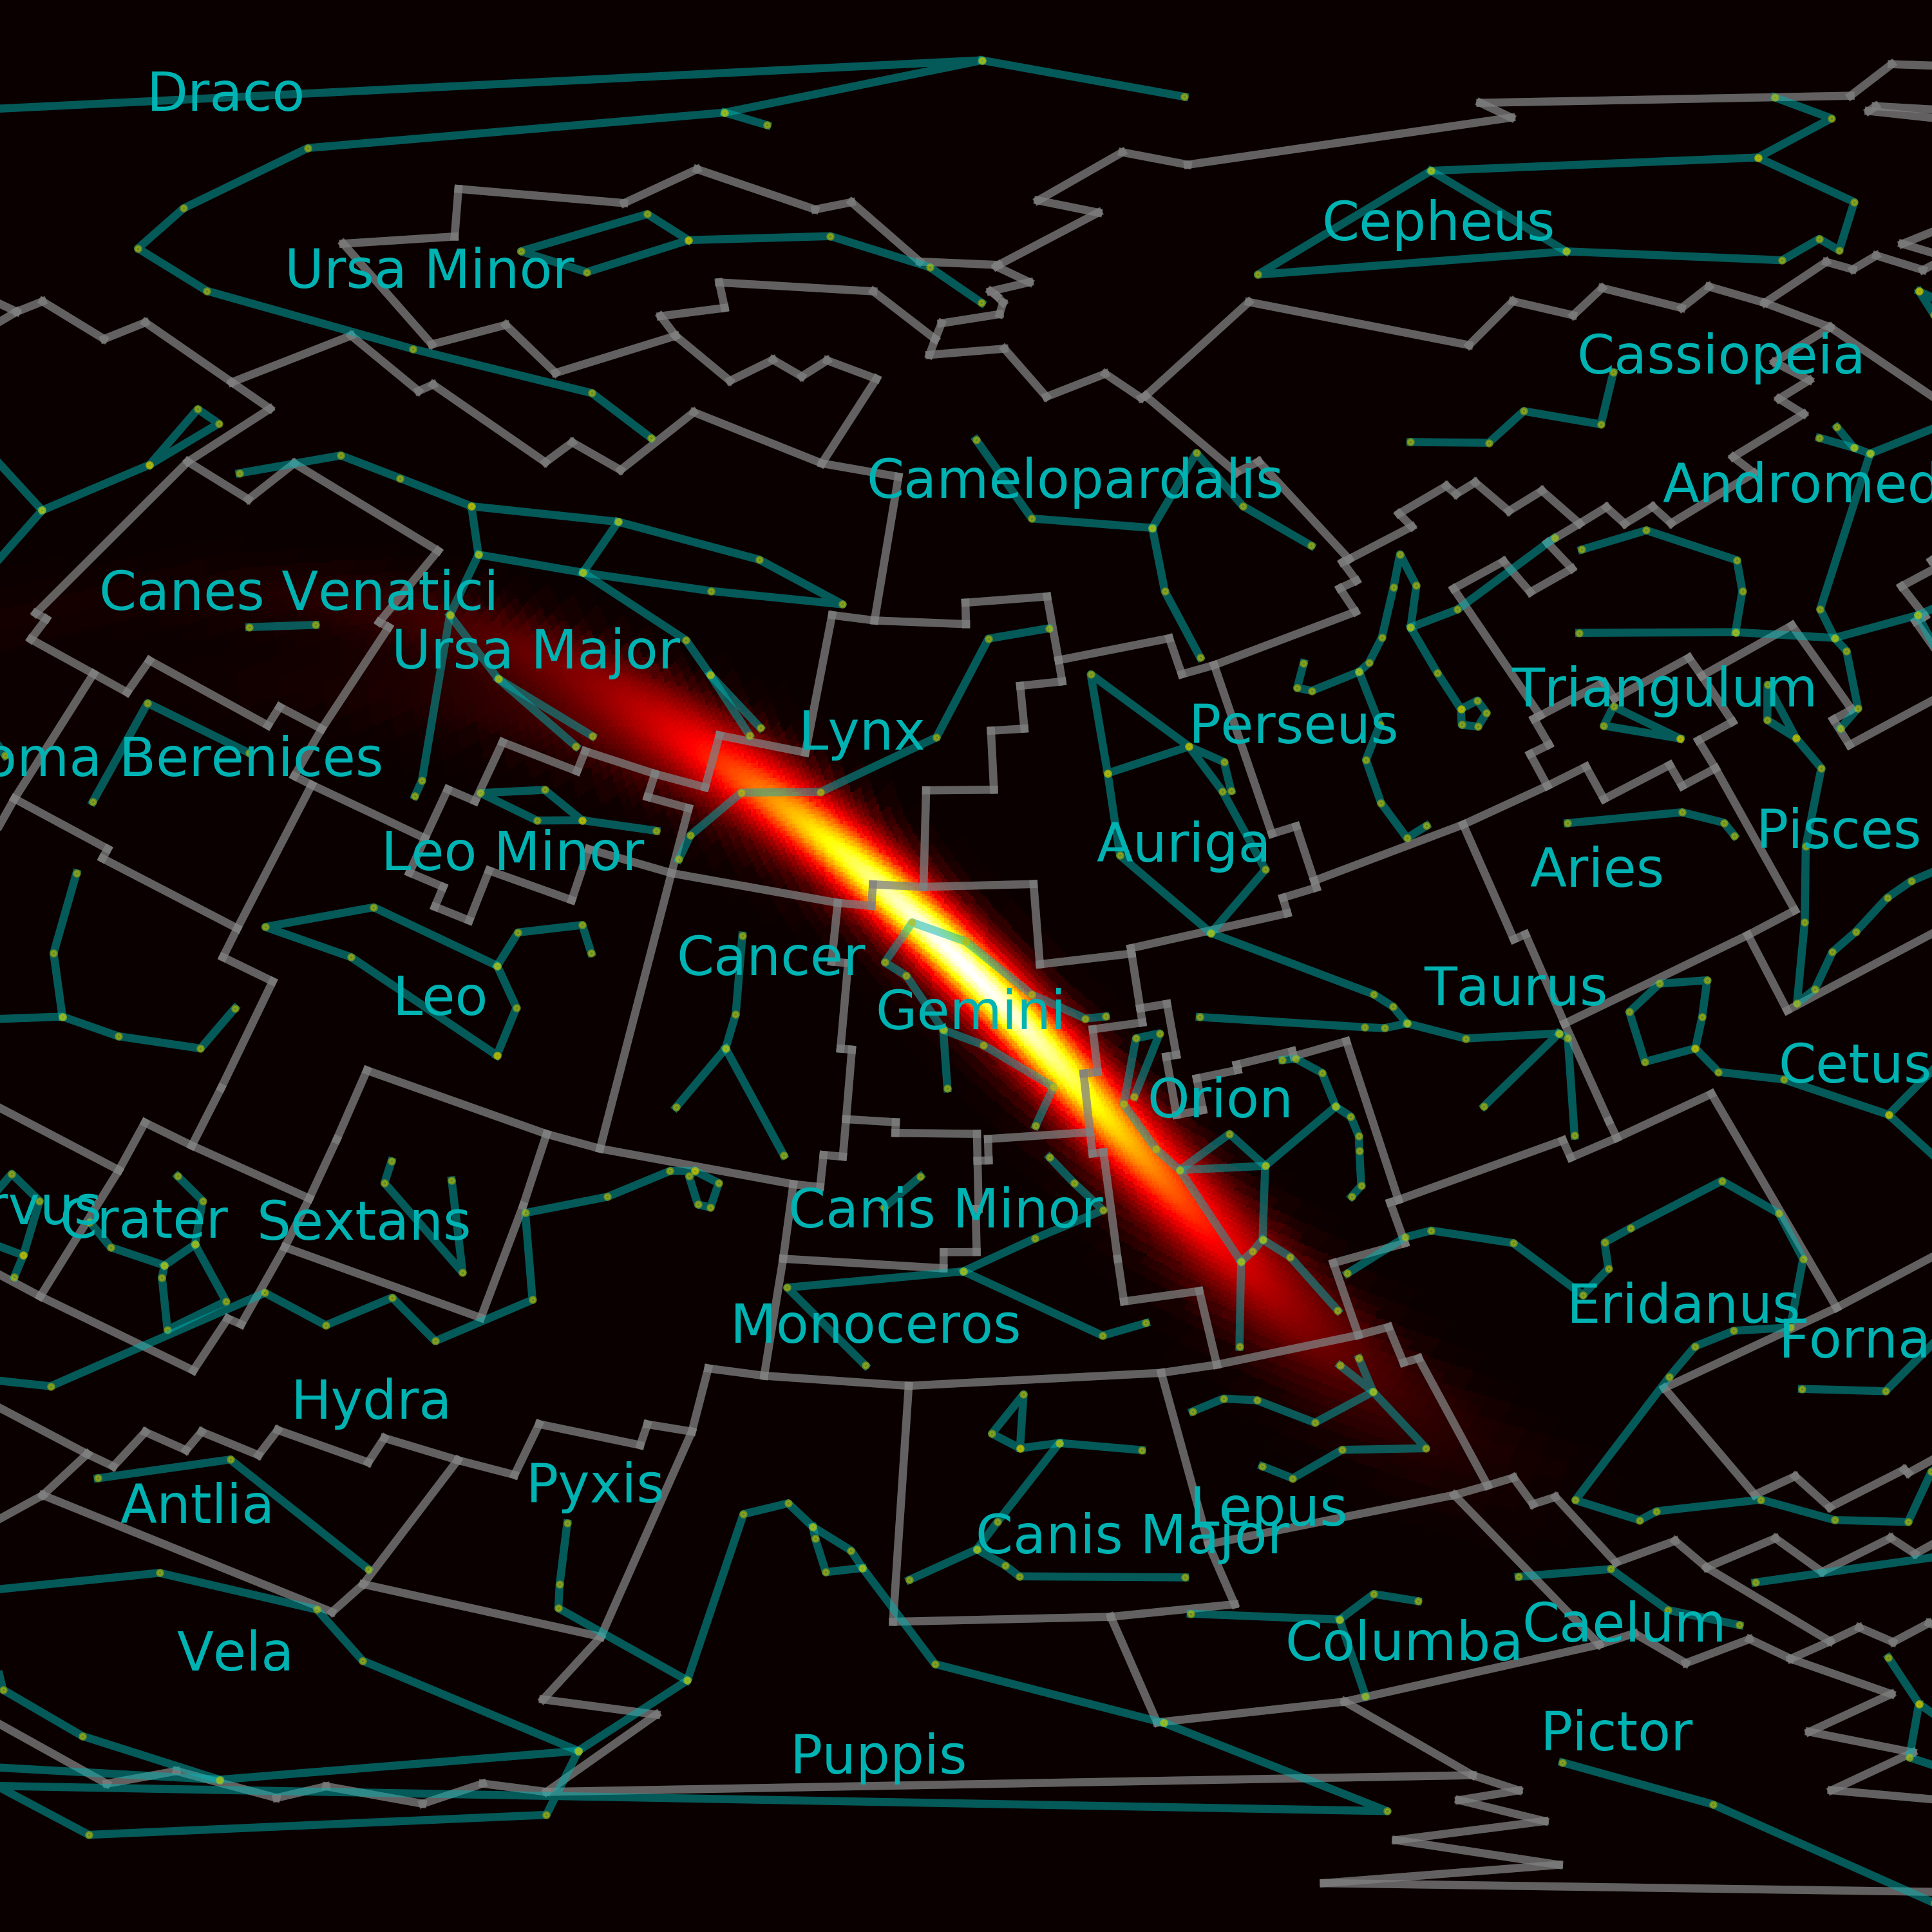 Draco
Cepheus
Ursa Minor
Cassiopeia
Camelopardalis
Andromed
Canes Venatici
Ursa Major
Triangulum
Perseus
Lynx
oma Berenices
Pisces
Auriga
Leo Minor
Aries
Cancer
Taurus
Leo
Gemini
Cetus
Orion
rvus
Crater
Sextans
Canis Minor
Eridanus
Monoceros
Forna
Hydra
Pyxis
Antlia
Lepus
Canis Major
Caelum
Columba
Vela
Pictor
Puppis